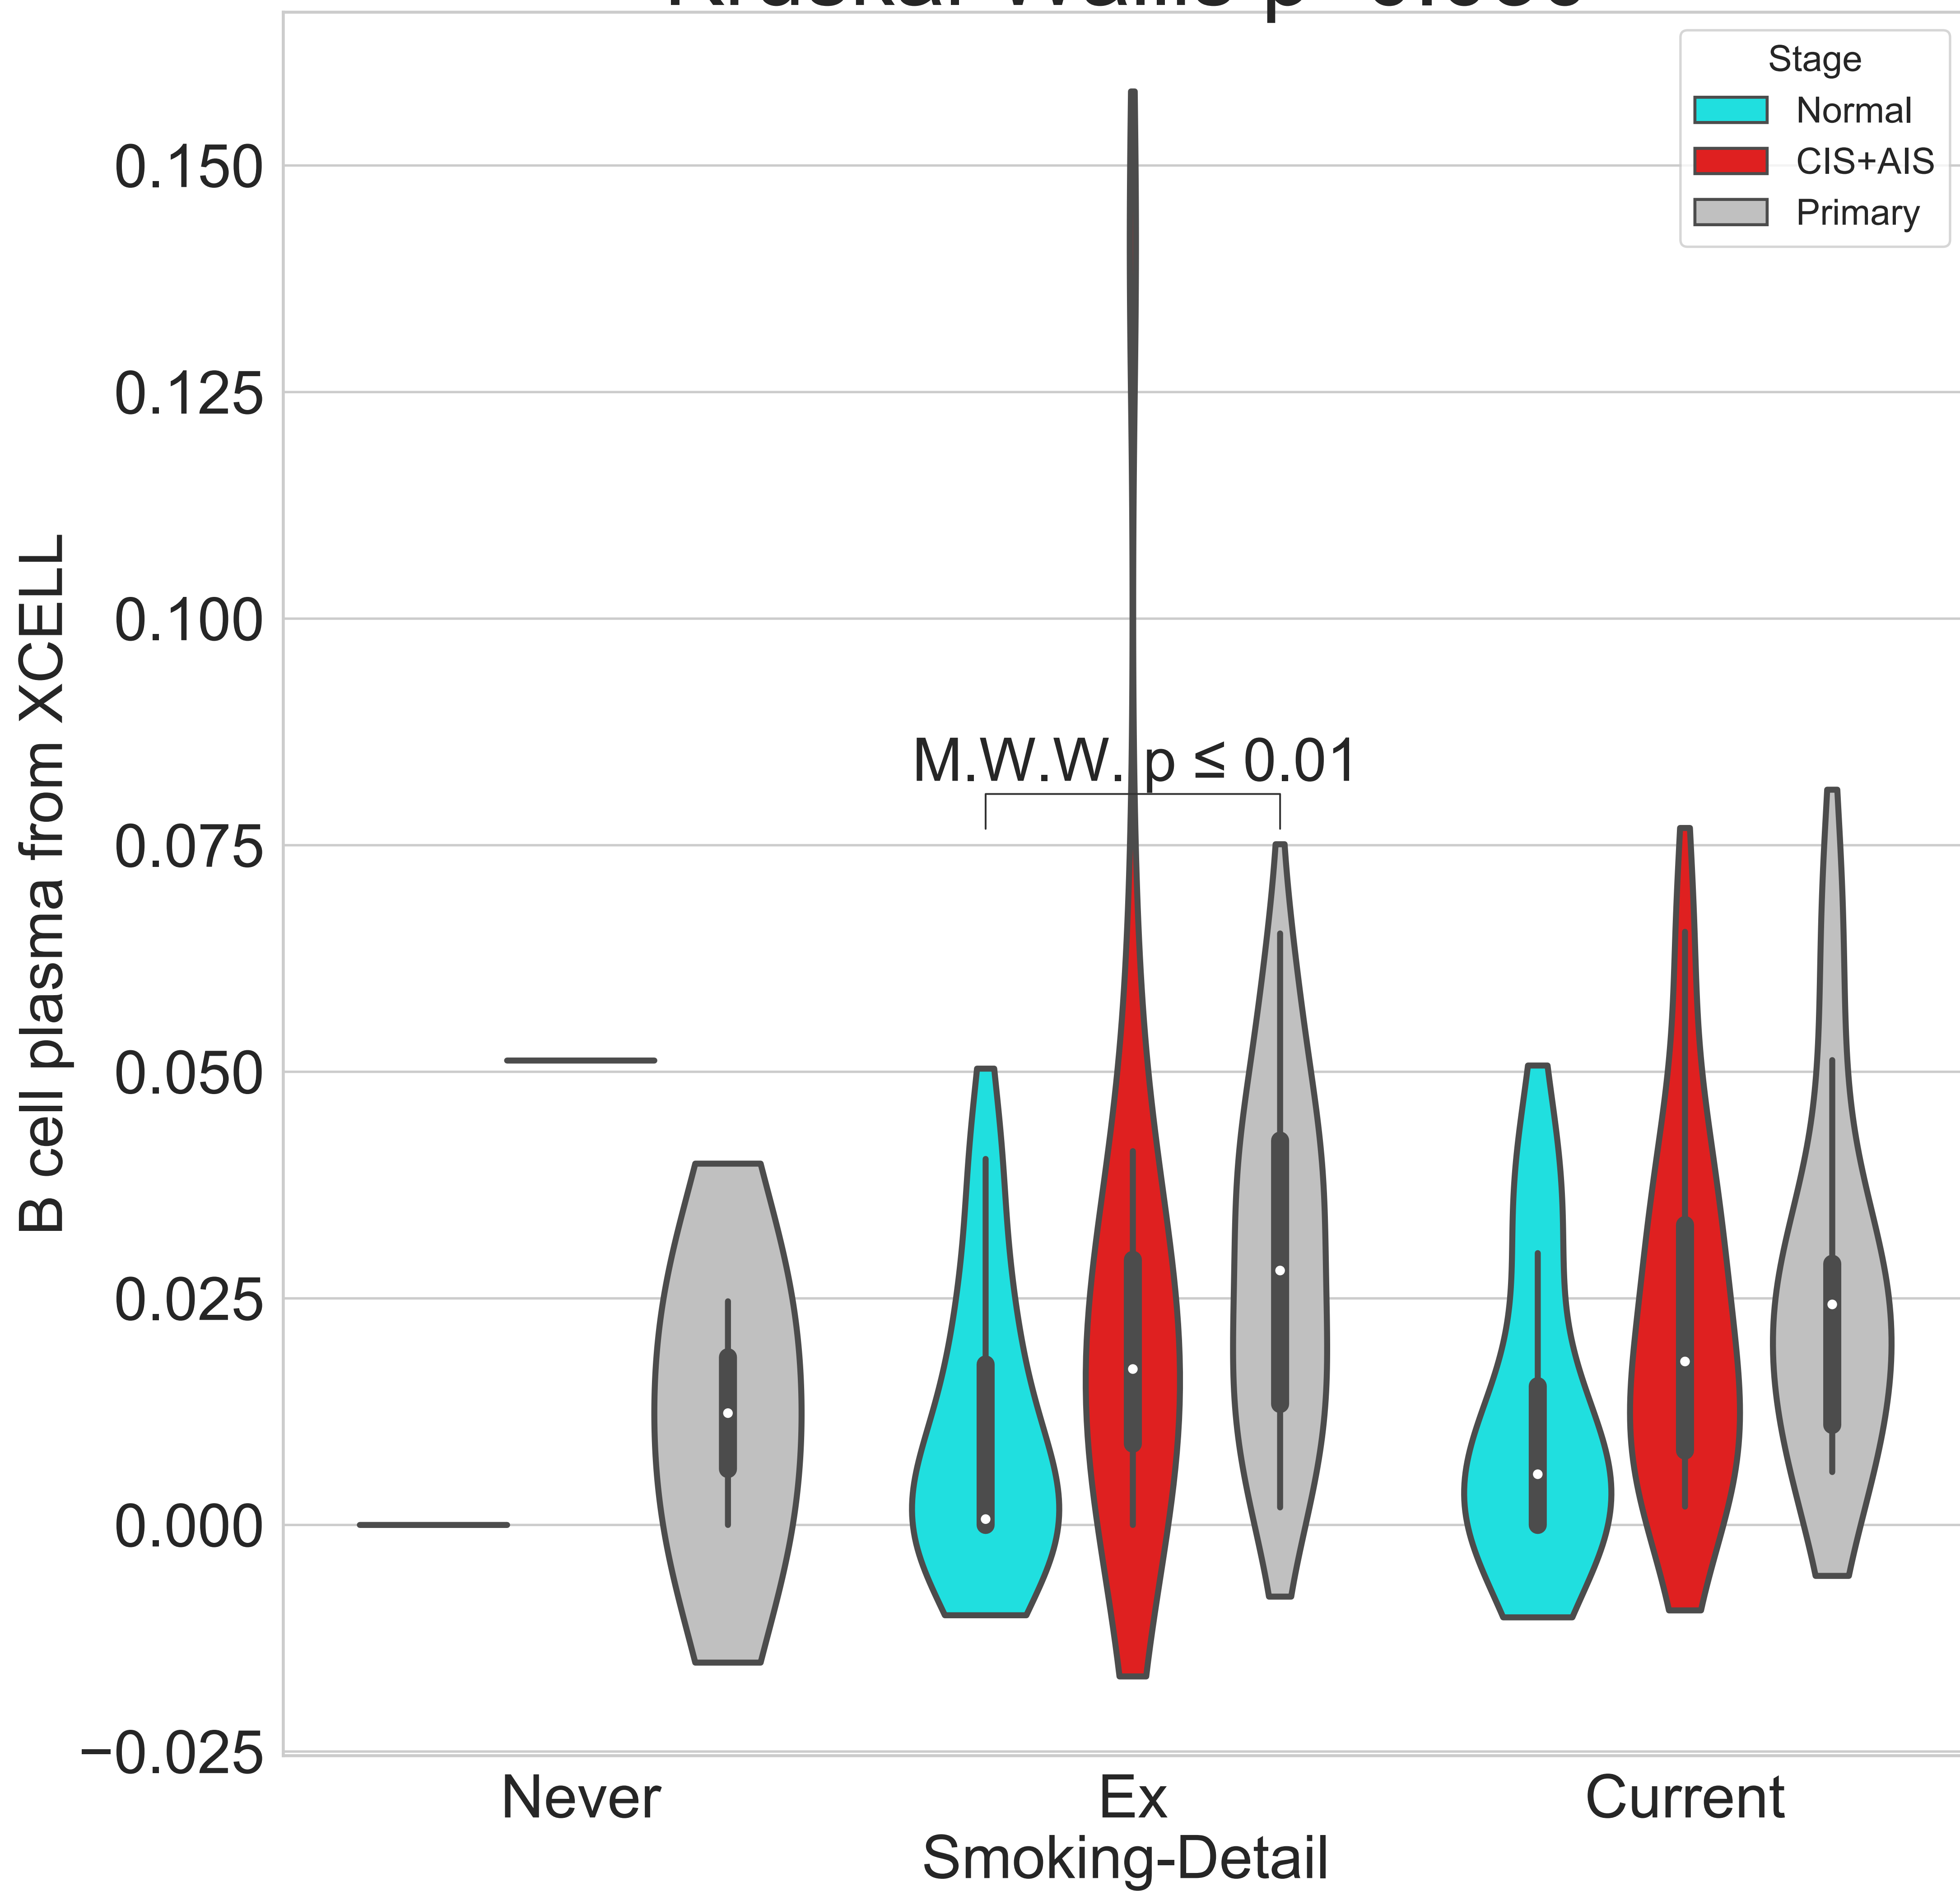 Stage
Normal
CIS+AIS
Primary
0.150
0.125
0.100
0.075
0.050
0.025
0.000
−0.025
B cell plasma from XCELL
M.W.W. p ≤ 0.01
Never
Ex
Current
Smoking-Detail